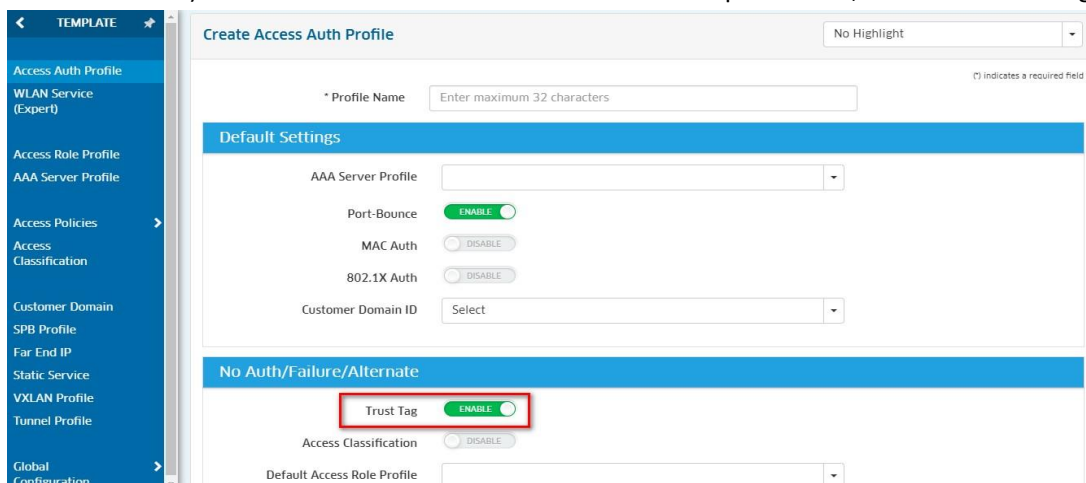 TEMPLATE
Access Auth Profile
WLAN Service
(Expert)
Access Role Profile
AAA Server Profile
Access Policies
Access
Classification
Customer Domain
SPB Profile
Far End IP
Static Service
VXLAN Profile
Tunnel Profile
Global
Configuration
Create Access Auth Profile
No Highlight
(*) indicates a required field
* Profile Name
Enter maximum 32 characters
Default Settings
AAA Server Profile
Port-Bounce ENABLE
MAC Auth DISABLE
802.1X Auth DISABLE
Customer Domain ID Select
No Auth/Failure/Alternate
Trust Tag ENABLE
Access Classification DISABLE
Default Access Role Profile